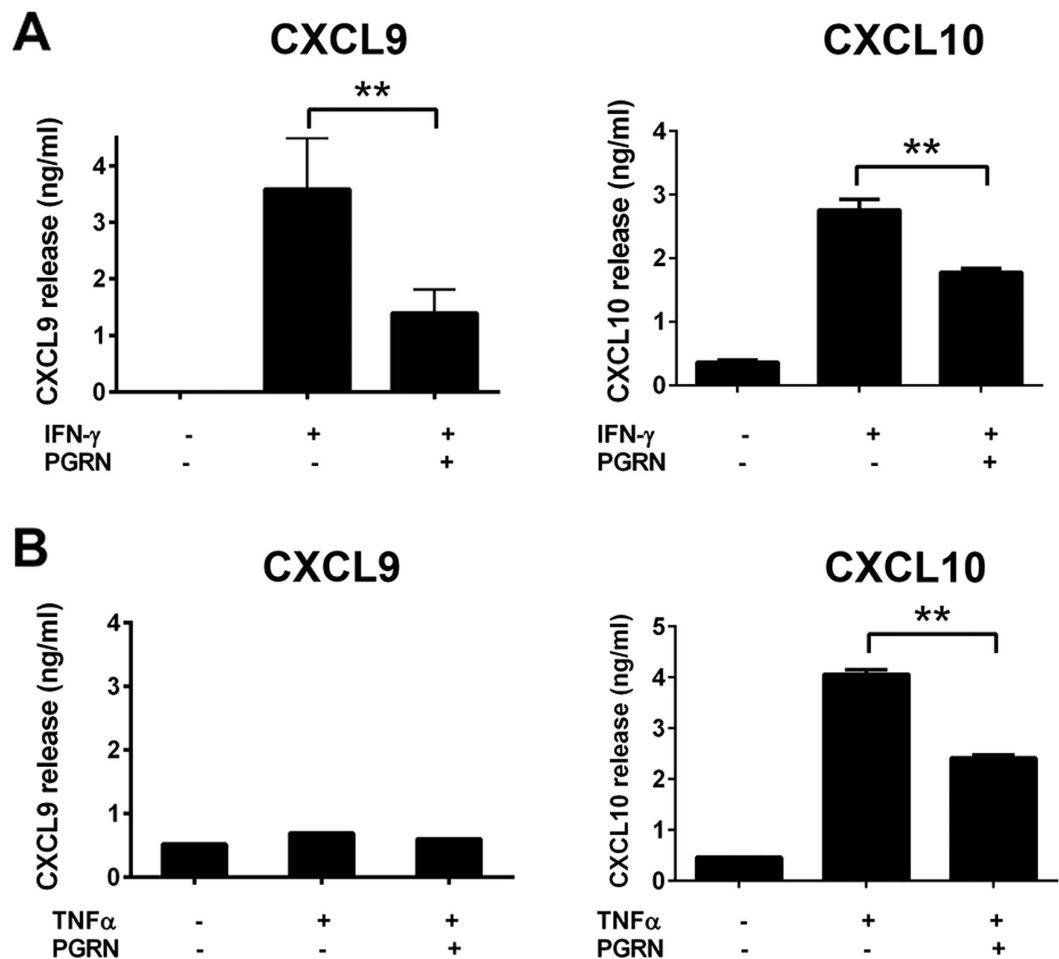 A
CXCL9
CXCL10
**
**
CXCL9 release (ng/ml)
4
3
2
1
0
CXCL10 release (ng/ml)
4
3
2
1
0
IFN-γ - + +
PGRN - - +
IFN-γ - + +
PGRN - - +
B
CXCL9
CXCL10
**
CXCL9 release (ng/ml)
4
3
2
1
0
CXCL10 release (ng/ml)
5
4
3
2
1
0
TNFα - + +
PGRN - - +
TNFα - + +
PGRN - - +